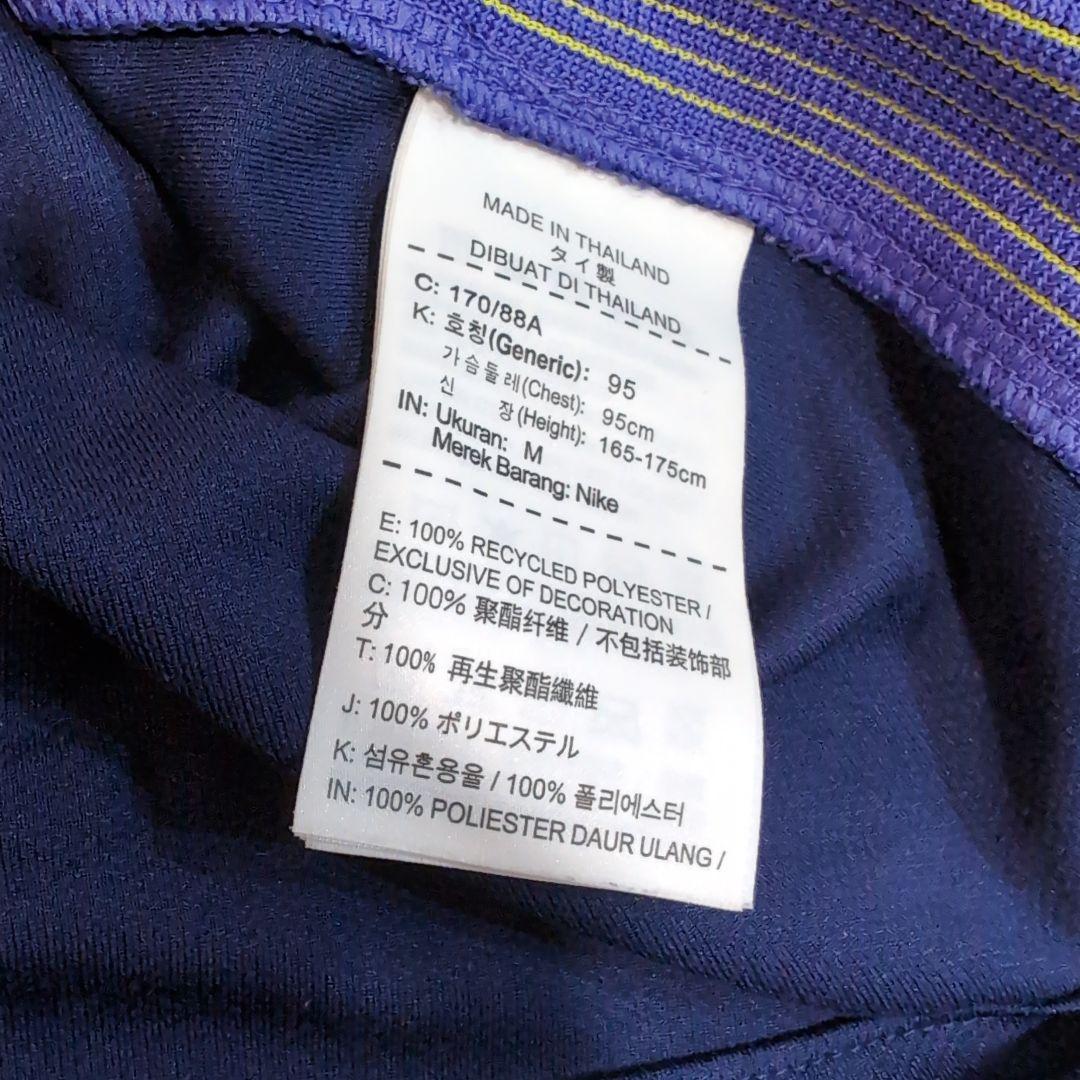 MADE IN THAILAND
タイ製
DIBUAT DI THAILAND
C: 170/88A
K: 호칭(Generic): 95
가슴둘레(Chest): 95cm
신 장(Height): 165-175cm
IN: Ukuran: M
Merek Barang: Nike
E: 100% RECYCLED POLYESTER /
EXCLUSIVE OF DECORATION
C: 100% 聚酯纤维 / 不包括装饰部
分
T: 100% 再生聚酯纖維
J: 100% ポリエステル
K: 섬유혼용율 / 100% 폴리에스터
IN: 100% POLIESTER DAUR ULANG /